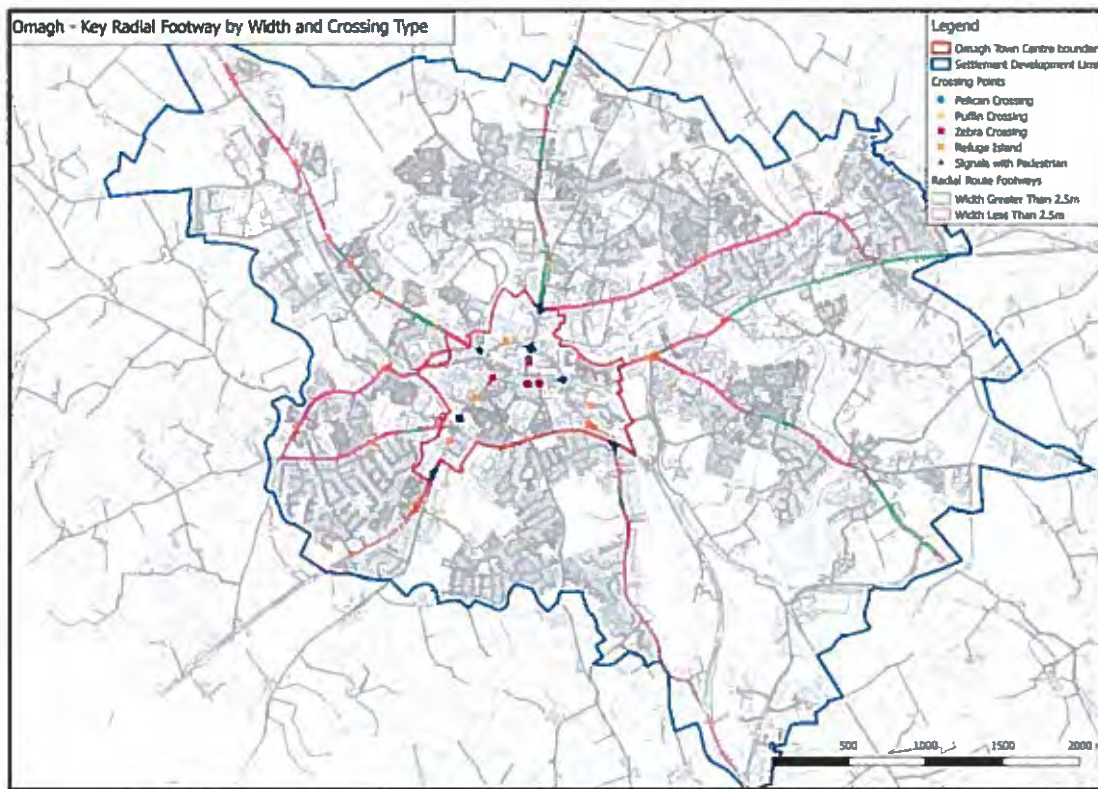 Omagh - Key Radial Footway by Width and Crossing Type
Legend
Omagh Town Centre boundar
Settlement Development Limit
Crossing Points
Pelican Crossing
Puffin Crossing
Zebra Crossing
Refuge Island
Signals with Pedestrian
Radial Route Footways
Width Greater Than 2.5m
Width Less Than 2.5m
500 1000 1500 2000